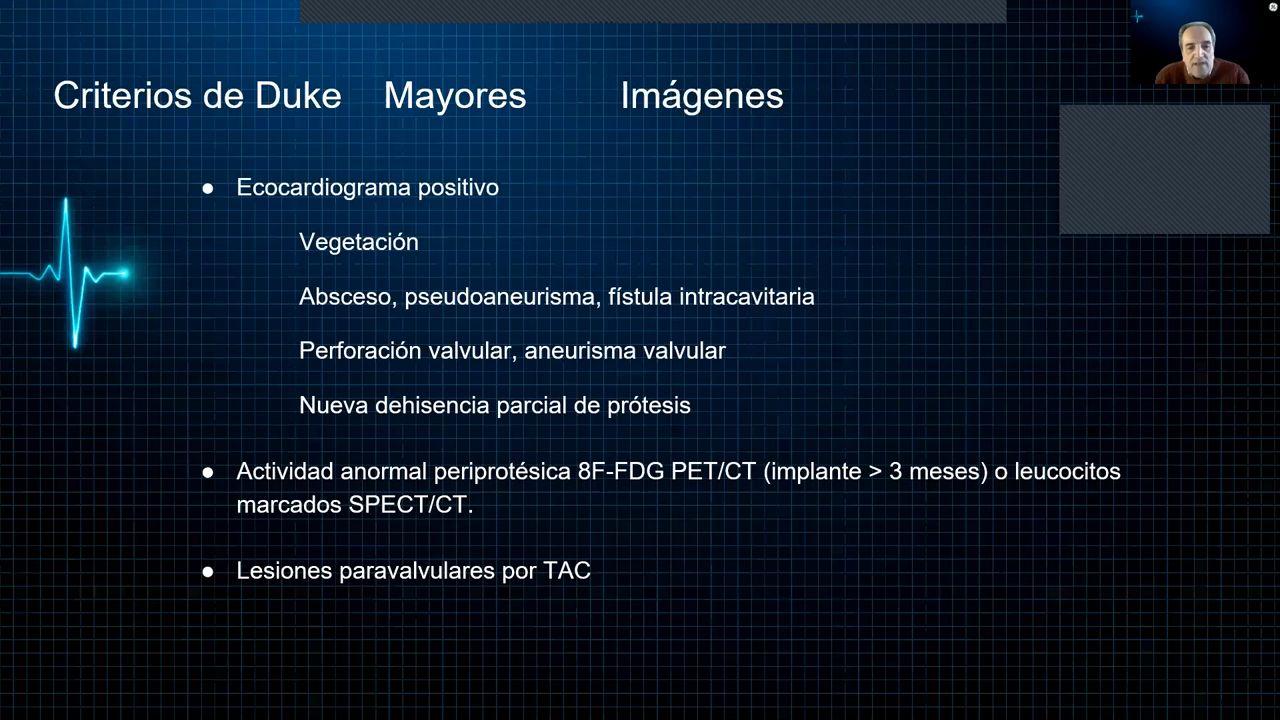 Criterios de Duke Mayores Imágenes
● Ecocardiograma positivo
Vegetación
Absceso, pseudoaneurisma, fístula intracavitaria
Perforación valvular, aneurisma valvular
Nueva dehisencia parcial de prótesis
● Actividad anormal periprotésica 8F-FDG PET/CT (implante > 3 meses) o leucocitos
marcados SPECT/CT.
● Lesiones paravalvulares por TAC